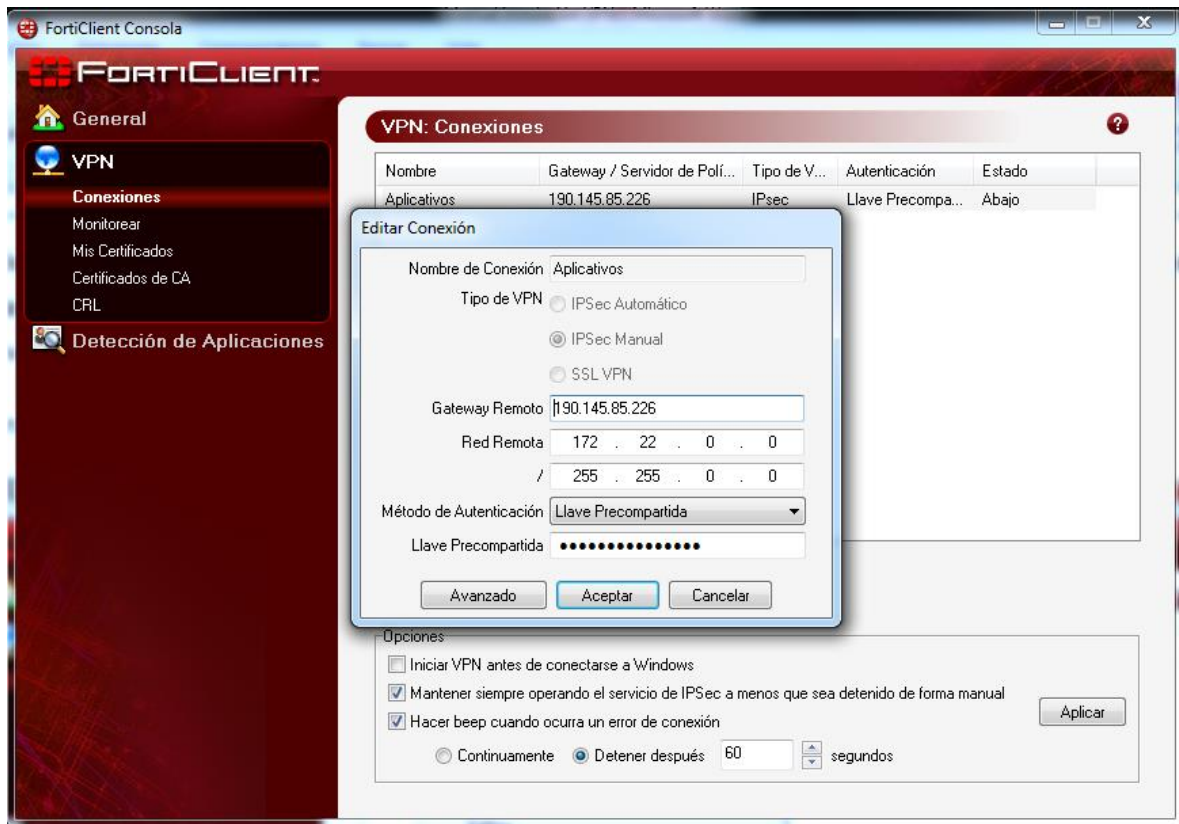 FortiClient Consola
FORTICLIENT
General
VPN
Conexiones
Monitorear
Mis Certificados
Certificados de CA
CRL
Detección de Aplicaciones
VPN: Conexiones
?
Nombre Gateway / Servidor de Polí... Tipo de V... Autenticación Estado
Aplicativos 190.145.85.226 IPsec Llave Precompa... Abajo
Editar Conexión
Nombre de Conexión Aplicativos
Tipo de VPN IPSec Automático
IPSec Manual
SSL VPN
Gateway Remoto 190.145.85.226
Red Remota 172 . 22 . 0 . 0
/ 255 . 255 . 0 . 0
Método de Autenticación Llave Precompartida
Llave Precompartida •••••••••••••••
Avanzado Aceptar Cancelar
Opciones
Iniciar VPN antes de conectarse a Windows
Mantener siempre operando el servicio de IPSec a menos que sea detenido de forma manual
Hacer beep cuando ocurra un error de conexión
Aplicar
Continuamente Detener después 60 segundos